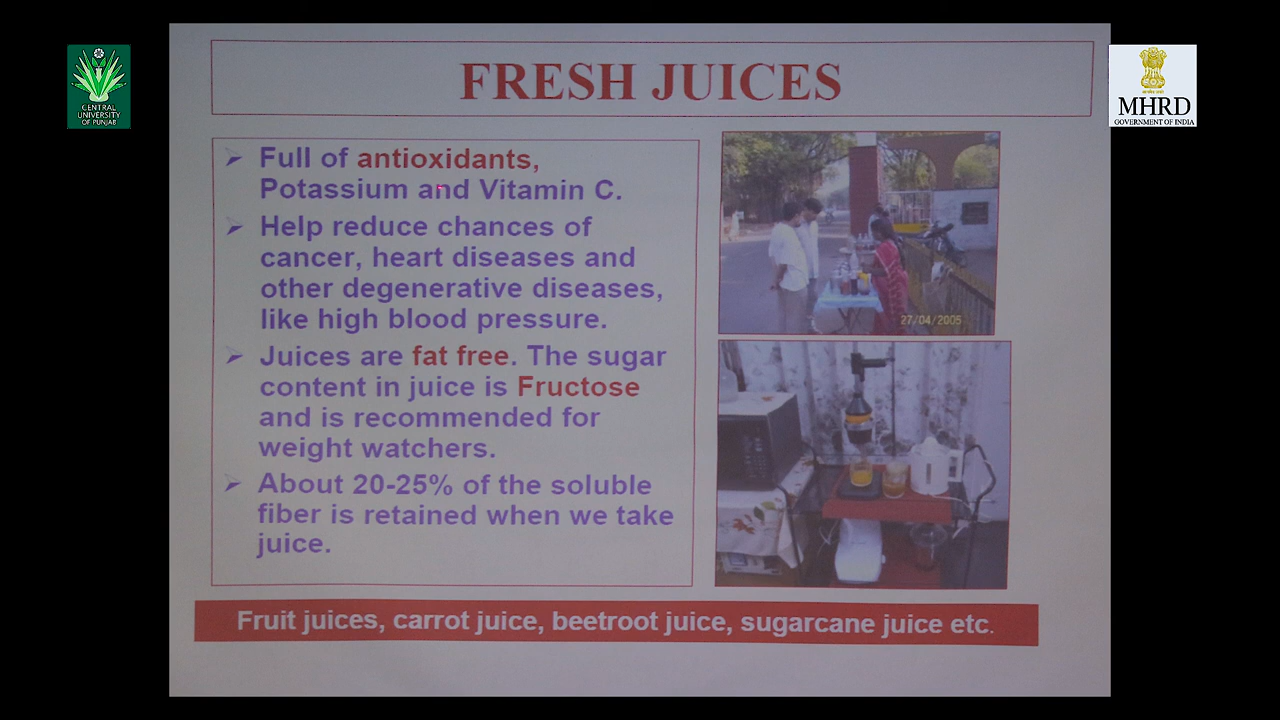 CENTRAL
UNIVERSITY
OF PUNJAB
FRESH JUICES
MHRD
GOVERNMENT OF INDIA
Full of antioxidants,
Potassium and Vitamin C.
Help reduce chances of
cancer, heart diseases and
other degenerative diseases,
like high blood pressure.
Juices are fat free. The sugar
content in juice is Fructose
and is recommended for
weight watchers.
About 20-25% of the soluble
fiber is retained when we take
juice.
27/04/2005
Fruit juices, carrot juice, beetroot juice, sugarcane juice etc.